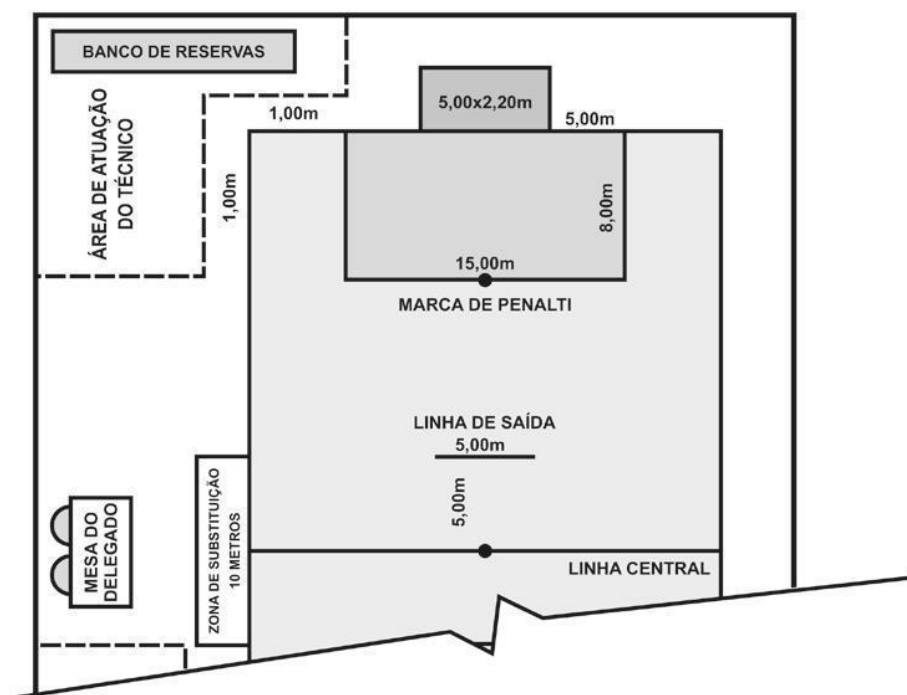 BANCO DE RESERVAS
5,00x2,20m
1,00m
5,00m
ÁREA DE ATUAÇÃO
DO TÉCNICO
1,00m
8,00m
15,00m
MARCA DE PENALTI
LINHA DE SAÍDA
5,00m
5,00m
ZONA DE SUBSTITUIÇÃO
10 METROS
MESA DO
DELEGADO
LINHA CENTRAL